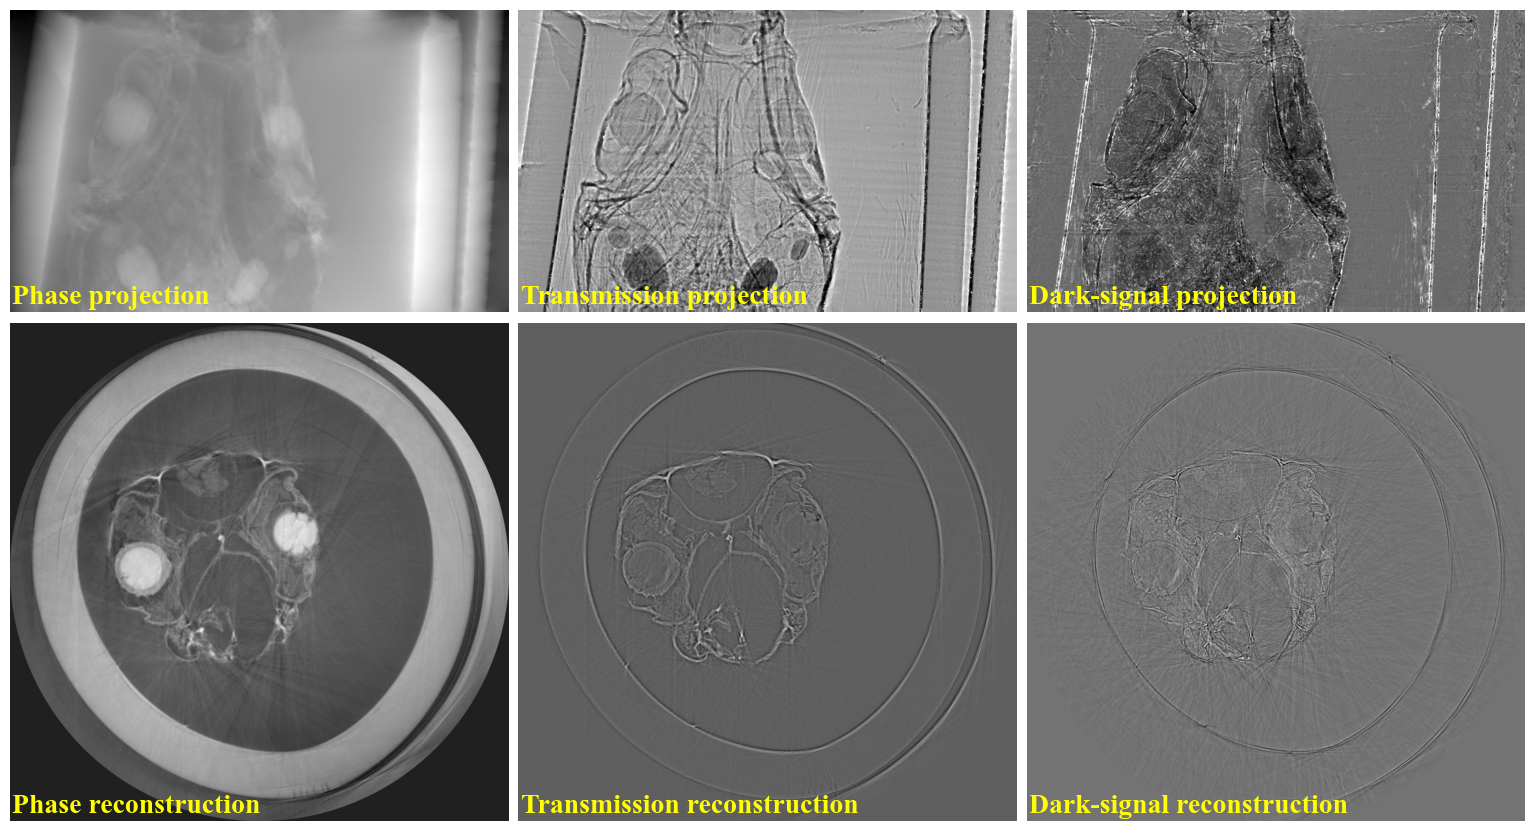 Phase projection
Transmission projection
Dark-signal projection
Phase reconstruction
Transmission reconstruction
Dark-signal reconstruction